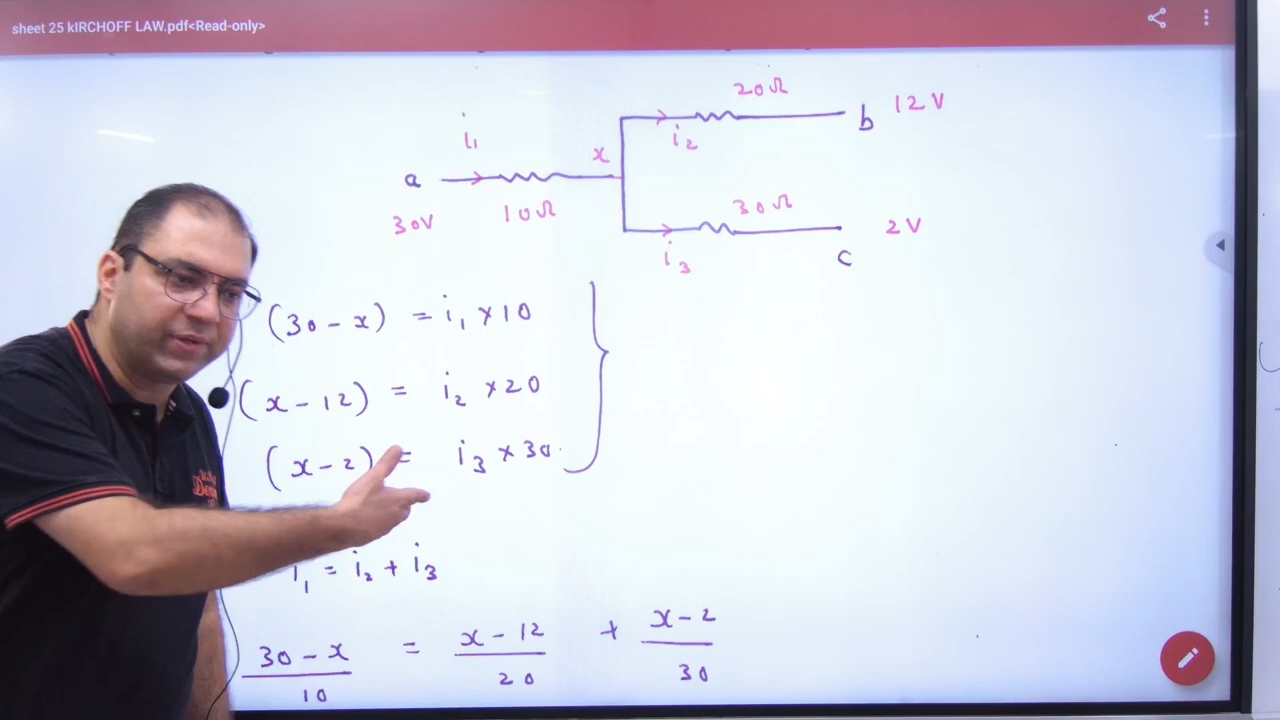 sheet 25 kIRCHOFF LAW.pdf<Read-only>
20Ω
b 12V
i₁ x i₂
a
30V 10Ω 30Ω 2V
i₃ c
(30-x) = i₁ × 10
(x-12) = i₂ × 20
(x-2) = i₃ × 30
i₁ = i₂ + i₃
30-x/10 = x-12/20 + x-2/30